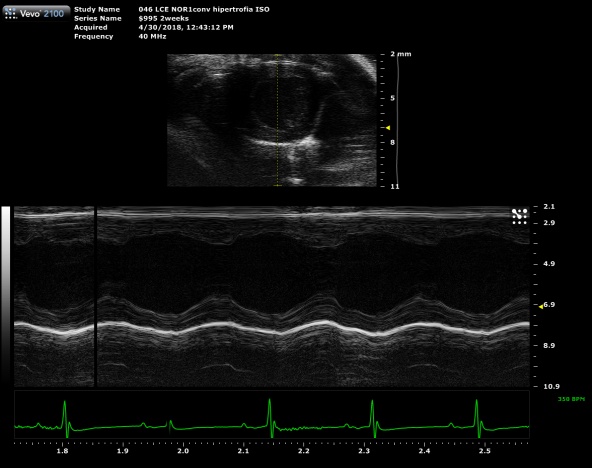 Vevo 2100
Study Name 046 LCE NOR1conv hipertrofia ISO
Series Name S995 2weeks
Acquired 4/30/2018, 12:43:12 PM
Frequency 40 MHz
2 mm
5
8
11
2.1
2.9
4.9
6.9
8.9
10.9
358 BPM
1.8 1.9 2.0 2.1 2.2 2.3 2.4 2.5